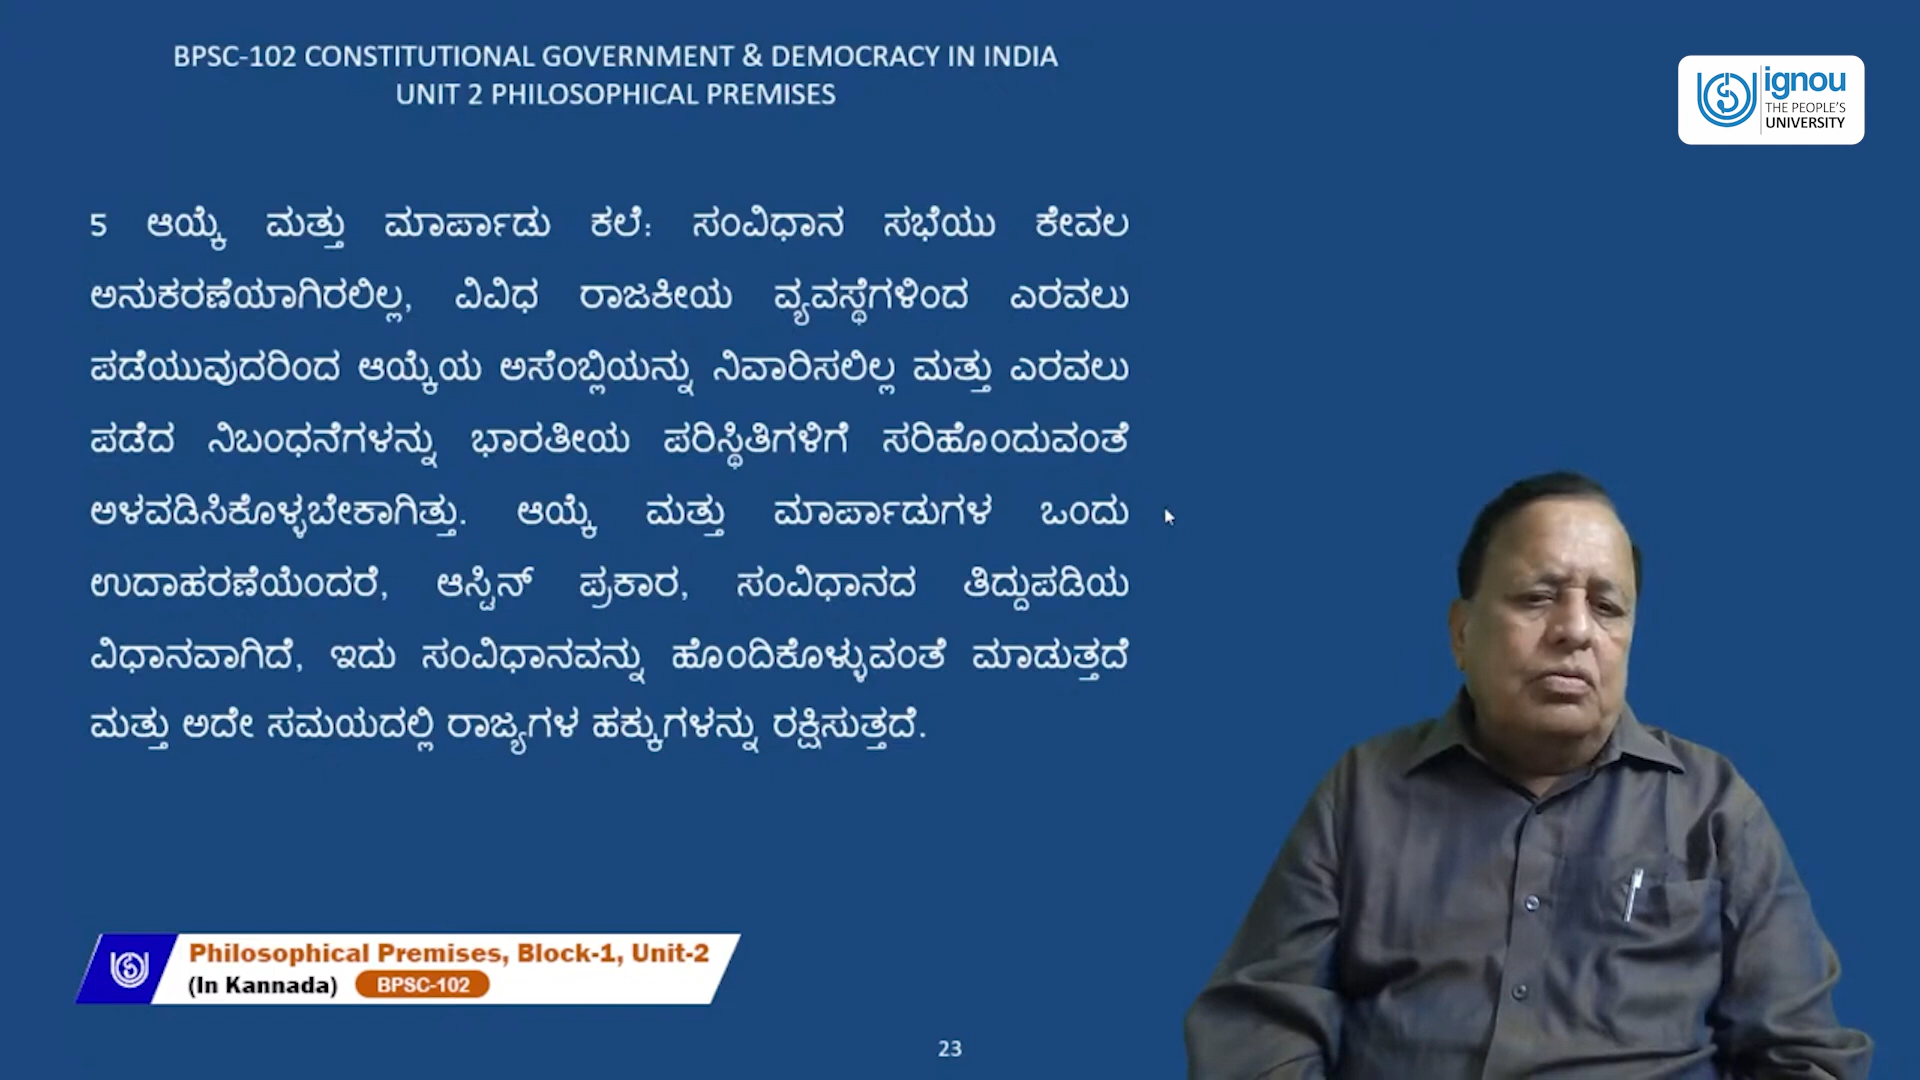 BPSC-102 CONSTITUTIONAL GOVERNMENT & DEMOCRACY IN INDIA
UNIT 2 PHILOSOPHICAL PREMISES
ignou
THE PEOPLE'S
UNIVERSITY
5 ಆಯ್ಕೆ ಮತ್ತು ಮಾರ್ಪಾಡು ಕಲೆ: ಸಂವಿಧಾನ ಸಭೆಯು ಕೇವಲ
ಅನುಕರಣೆಯಾಗಿರಲಿಲ್ಲ, ವಿವಿಧ ರಾಜಕೀಯ ವ್ಯವಸ್ಥೆಗಳಿಂದ ಎರವಲು
ಪಡೆಯುವುದರಿಂದ ಆಯ್ಕೆಯ ಅಸೆಂಬ್ಲಿಯನ್ನು ನಿವಾರಿಸಲಿಲ್ಲ ಮತ್ತು ಎರವಲು
ಪಡೆದ ನಿಬಂಧನೆಗಳನ್ನು ಭಾರತೀಯ ಪರಿಸ್ಥಿತಿಗಳಿಗೆ ಸರಿಹೊಂದುವಂತೆ
ಅಳವಡಿಸಿಕೊಳ್ಳಬೇಕಾಗಿತ್ತು. ಆಯ್ಕೆ ಮತ್ತು ಮಾರ್ಪಾಡುಗಳ ಒಂದು
ಉದಾಹರಣೆಯೆಂದರೆ, ಆಸ್ಟಿನ್ ಪ್ರಕಾರ, ಸಂವಿಧಾನದ ತಿದ್ದುಪಡಿಯ
ವಿಧಾನವಾಗಿದೆ, ಇದು ಸಂವಿಧಾನವನ್ನು ಹೊಂದಿಕೊಳ್ಳುವಂತೆ ಮಾಡುತ್ತದೆ
ಮತ್ತು ಅದೇ ಸಮಯದಲ್ಲಿ ರಾಜ್ಯಗಳ ಹಕ್ಕುಗಳನ್ನು ರಕ್ಷಿಸುತ್ತದೆ.
Philosophical Premises, Block-1, Unit-2
(In Kannada) BPSC-102
23